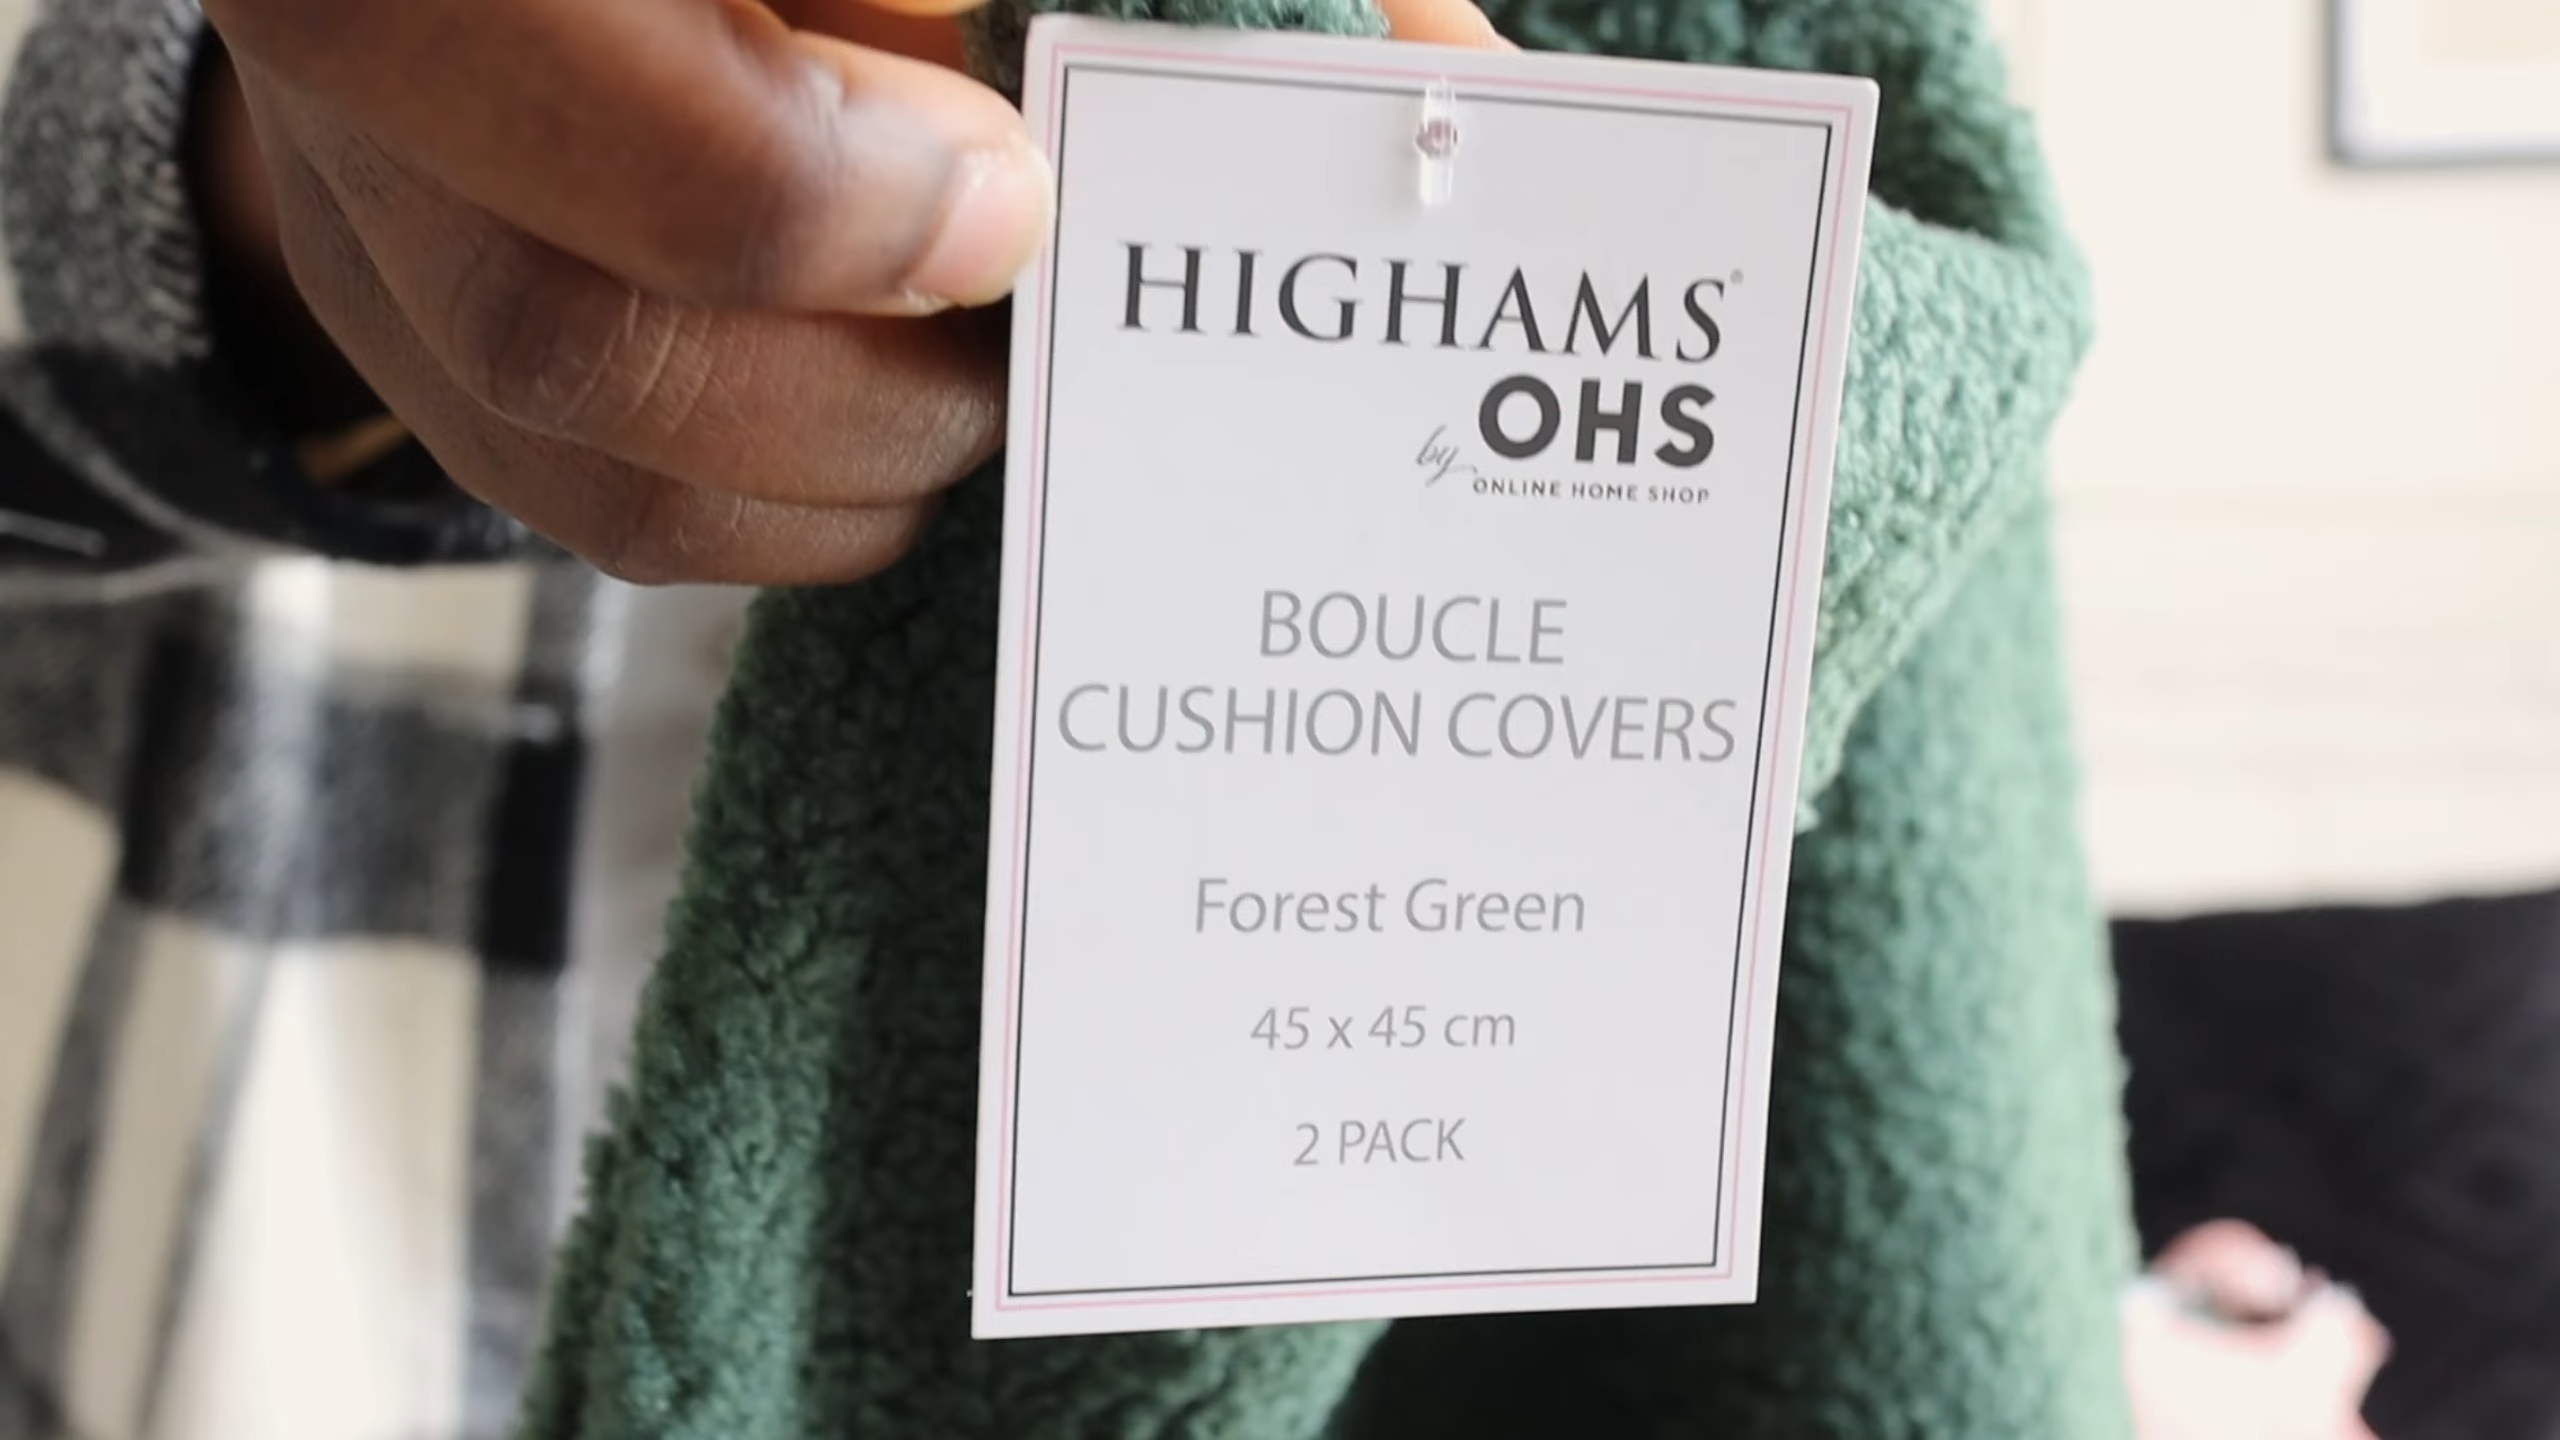 HIGHAMS®
by OHS
ONLINE HOME SHOP
BOUCLE
CUSHION COVERS
Forest Green
45 x 45 cm
2 PACK